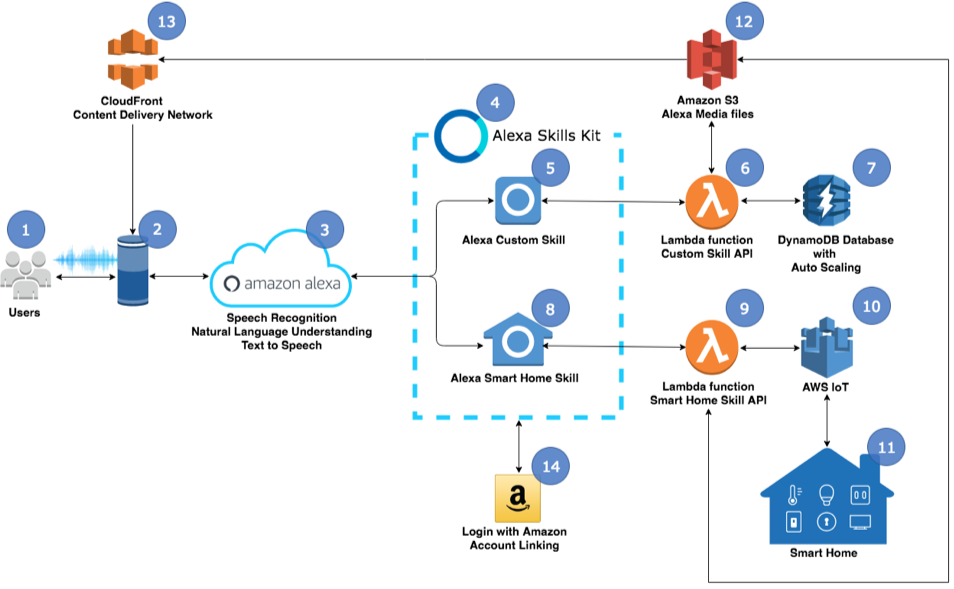 13
12
CloudFront
Content Delivery Network
Amazon S3
Alexa Media files
4
Alexa Skills Kit
5
6
7
Alexa Custom Skill
Lambda function
Custom Skill API
DynamoDB Database
with
Auto Scaling
1
2
3
Users
amazon alexa
Speech Recognition
Natural Language Understanding
Text to Speech
8
9
10
Alexa Smart Home Skill
Lambda function
Smart Home Skill API
AWS IoT
11
Smart Home
14
a
Login with Amazon
Account Linking